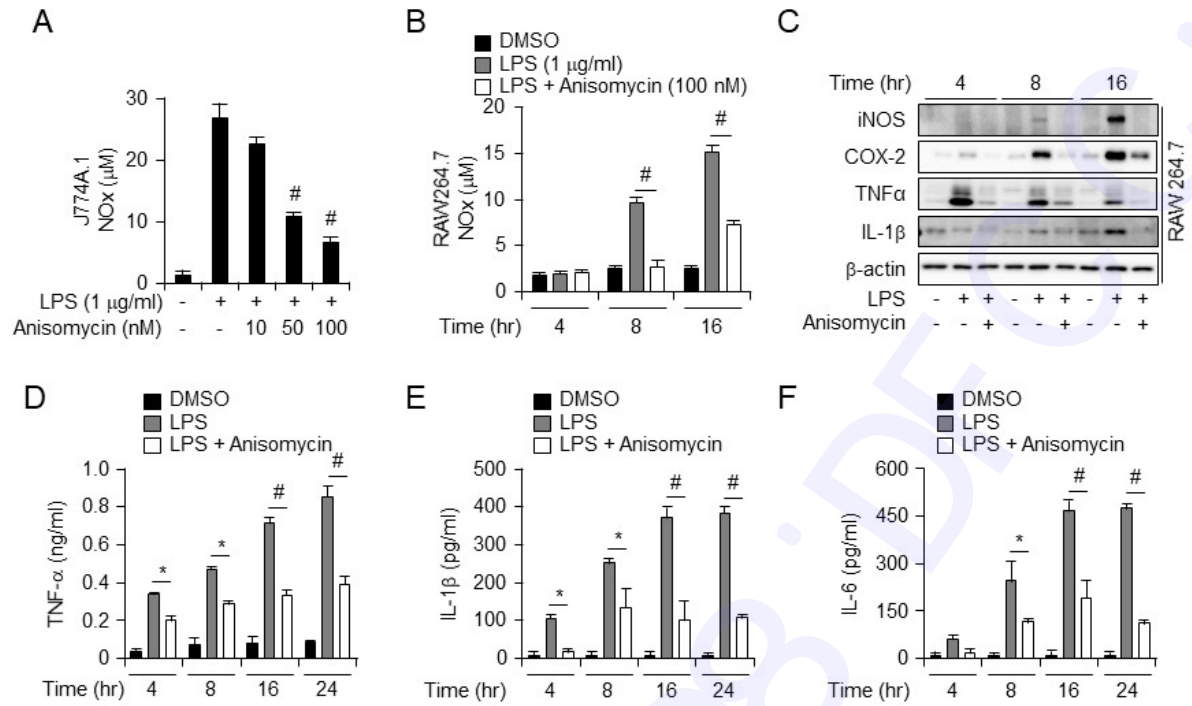 A
J774A.1
NOx (μM)
40
30
20
10
0
LPS (1 μg/ml) - + + + +
Anisomycin (nM) - - 10 50 100
# #
B
DMSO
LPS (1 μg/ml)
LPS + Anisomycin (100 nM)
RAW264.7
NOx (μM)
20
15
10
5
0
# #
Time (hr) 4 8 16
C
Time (hr) 4 8 16
iNOS
COX-2
TNFα
IL-1β
β-actin
RAW 264.7
LPS - + + - + + - + +
Anisomycin - - + - - + - - +
D
DMSO
LPS
LPS + Anisomycin
TNF-α (ng/ml)
1.0
0.8
0.6
0.4
0.2
0
* * # #
Time (hr) 4 8 16 24
E
DMSO
LPS
LPS + Anisomycin
IL-1β (pg/ml)
500
400
300
200
100
0
* * # #
Time (hr) 4 8 16 24
F
DMSO
LPS
LPS + Anisomycin
IL-6 (pg/ml)
600
450
300
150
0
* # #
Time (hr) 4 8 16 24